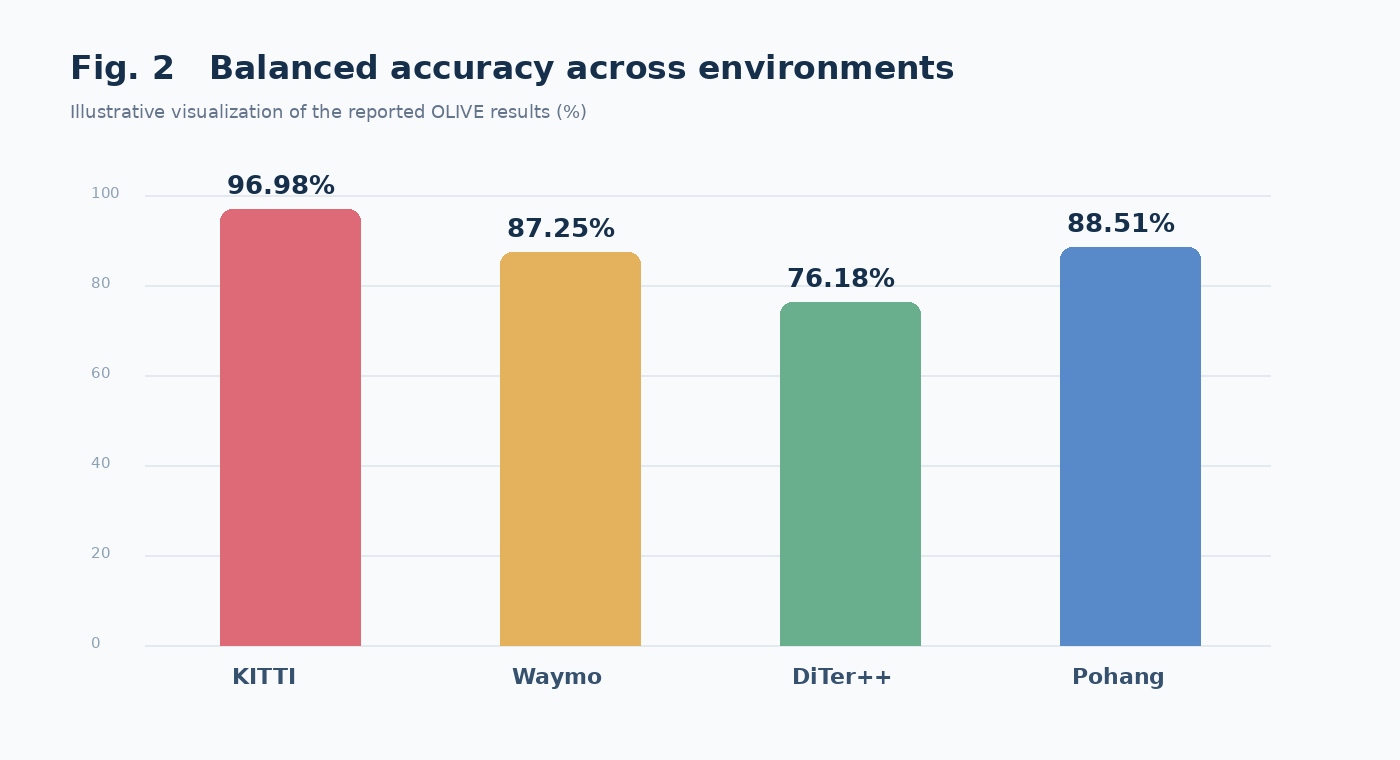 Fig. 2 Balanced accuracy across environments
Illustrative visualization of the reported OLIVE results (%)
96.98%
87.25%
76.18%
88.51%
100
80
60
40
20
0
KITTI
Waymo
DiTer++
Pohang